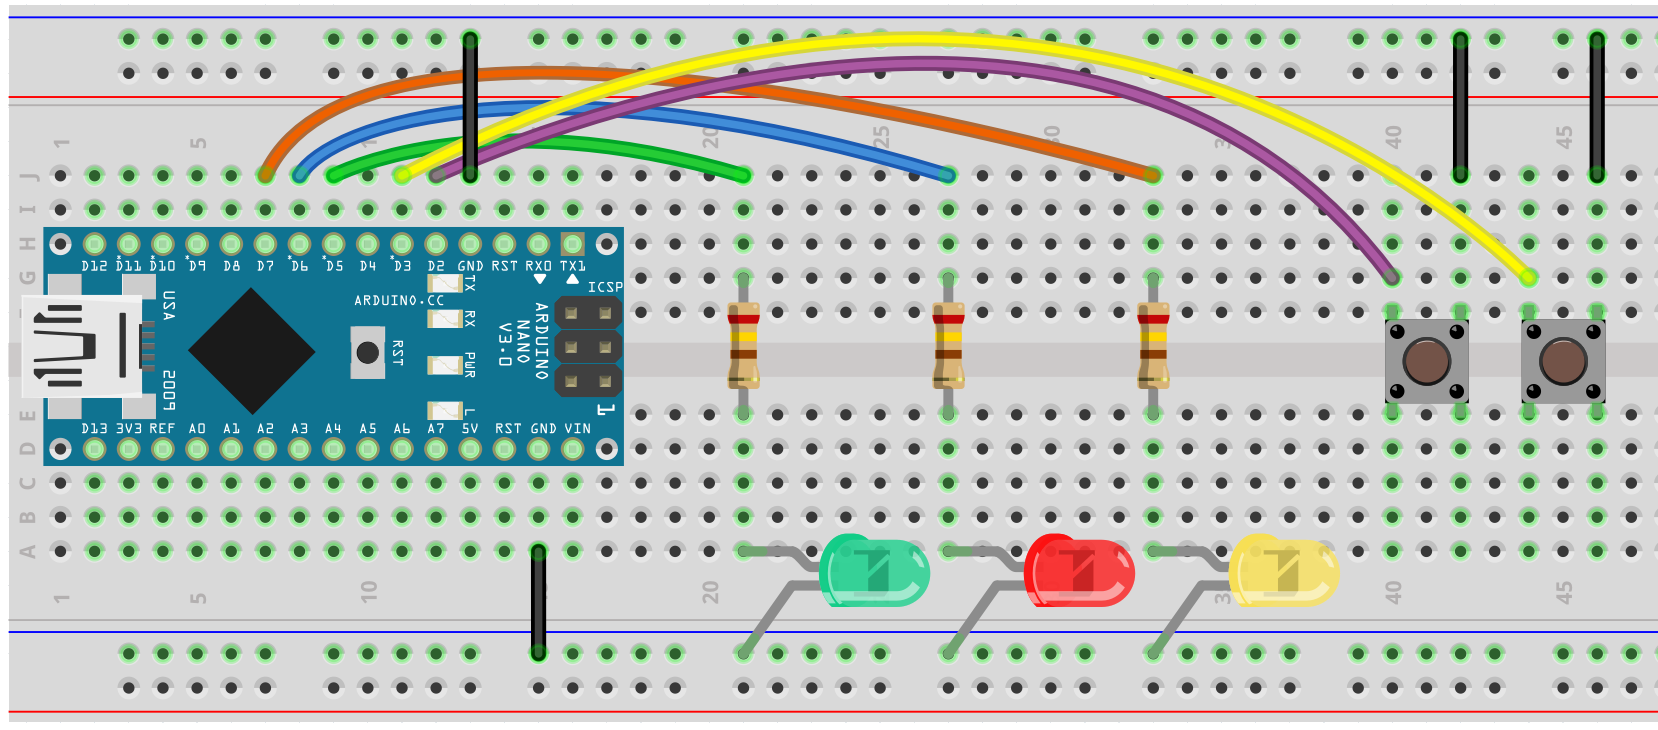 1 5 10 20 25 30 3 40 45
J
I
H
D12 *D11 *D10 *D9 D8 D7 *D6 *D5 D4 *D3 D2 GND RST RX0 TX1
G
USA
ARDUINO.CC
TX
ICSP
RX
RST
PWR
ARDUINO
NANO
V3.0
2009
L
1
E
D13 3V3 REF A0 A1 A2 A3 A4 A5 A6 A7 5V RST GND VIN
D
C
B
A
1 5 10 20 3 40 45